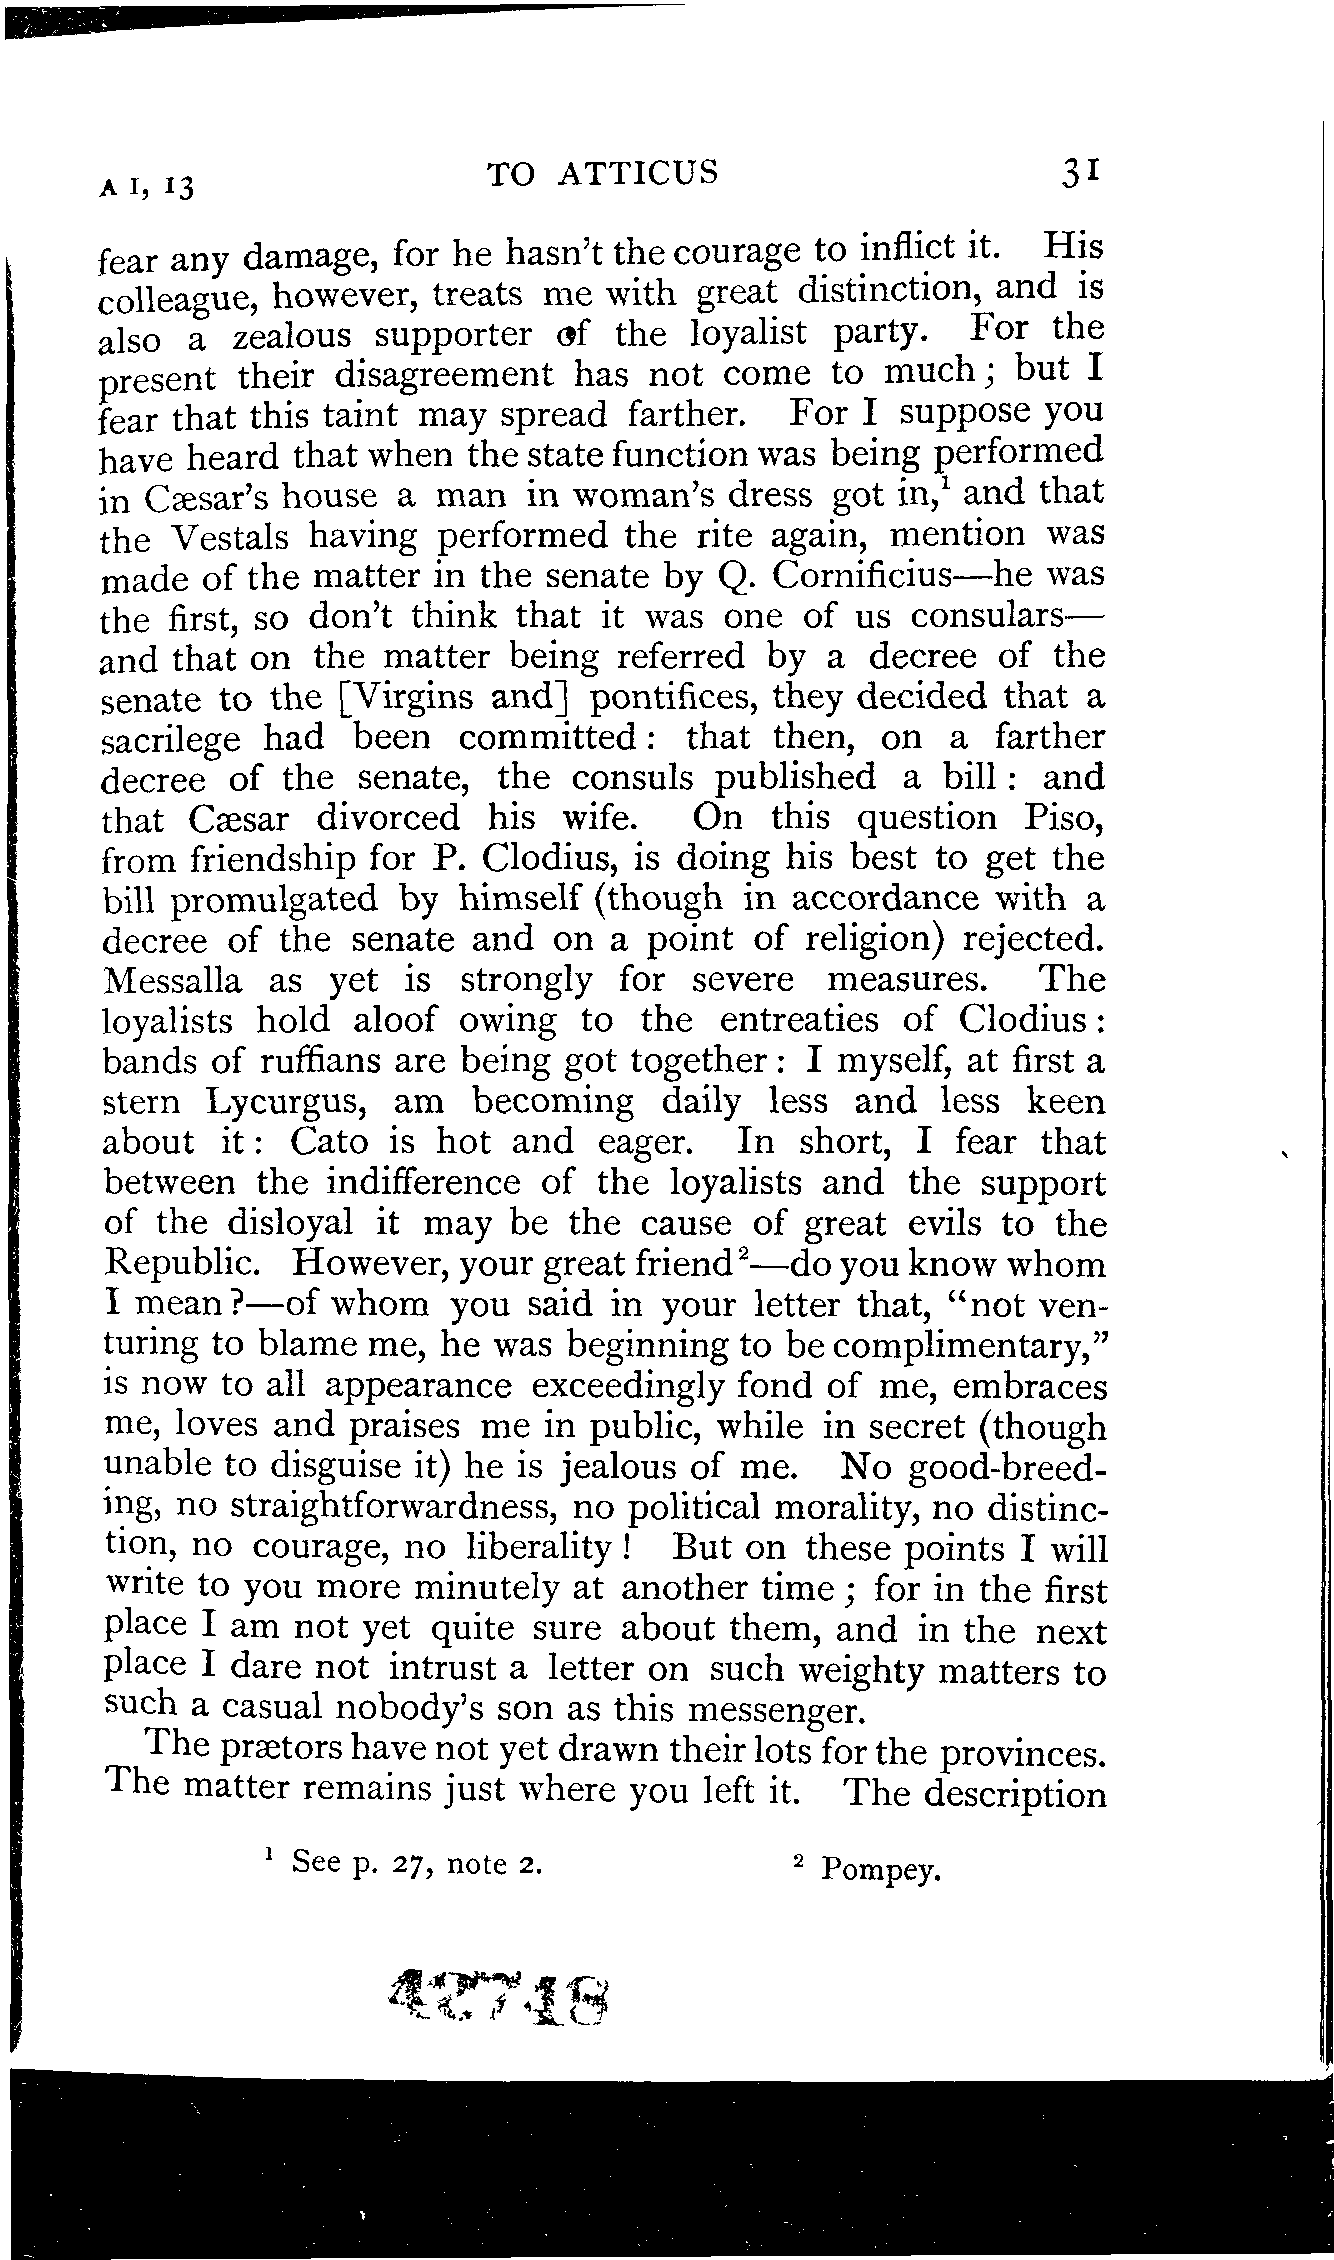 A I, 13 TO ATTICUS 31
fear any damage, for he hasn't the courage to inflict it. His
colleague, however, treats me with great distinction, and is
also a zealous supporter of the loyalist party. For the
present their disagreement has not come to much; but I
fear that this taint may spread farther. For I suppose you
have heard that when the state function was being performed
in Cæsar's house a man in woman's dress got in,¹ and that
the Vestals having performed the rite again, mention was
made of the matter in the senate by Q. Cornificius—he was
the first, so don't think that it was one of us consulars—
and that on the matter being referred by a decree of the
senate to the [Virgins and] pontifices, they decided that a
sacrilege had been committed: that then, on a farther
decree of the senate, the consuls published a bill: and
that Cæsar divorced his wife. On this question Piso,
from friendship for P. Clodius, is doing his best to get the
bill promulgated by himself (though in accordance with a
decree of the senate and on a point of religion) rejected.
Messalla as yet is strongly for severe measures. The
loyalists hold aloof owing to the entreaties of Clodius:
bands of ruffians are being got together: I myself, at first a
stern Lycurgus, am becoming daily less and less keen
about it: Cato is hot and eager. In short, I fear that
between the indifference of the loyalists and the support
of the disloyal it may be the cause of great evils to the
Republic. However, your great friend²—do you know whom
I mean?—of whom you said in your letter that, "not ven-
turing to blame me, he was beginning to be complimentary,"
is now to all appearance exceedingly fond of me, embraces
me, loves and praises me in public, while in secret (though
unable to disguise it) he is jealous of me. No good-breed-
ing, no straightforwardness, no political morality, no distinc-
tion, no courage, no liberality! But on these points I will
write to you more minutely at another time; for in the first
place I am not yet quite sure about them, and in the next
place I dare not intrust a letter on such weighty matters to
such a casual nobody's son as this messenger.
The prætors have not yet drawn their lots for the provinces.
The matter remains just where you left it. The description
¹ See p. 27, note 2. ² Pompey.
42748